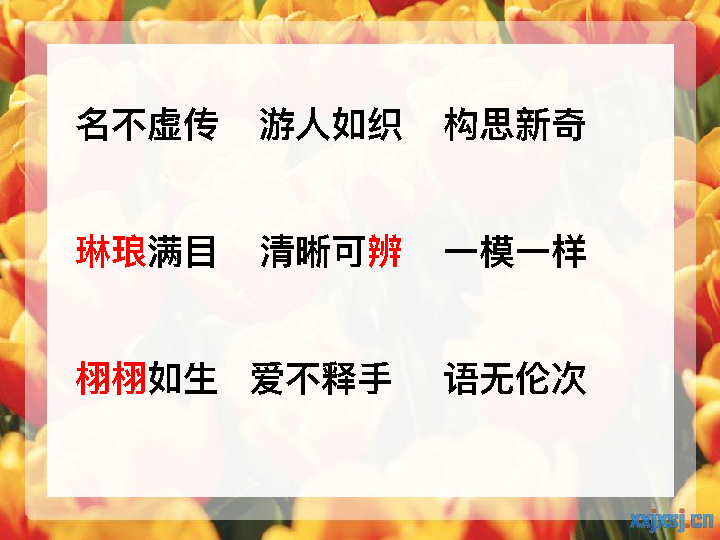 名不虚传 游人如织 构思新奇
琳琅满目 清晰可辨 一模一样
栩栩如生 爱不释手 语无伦次
xxjxsj.cn